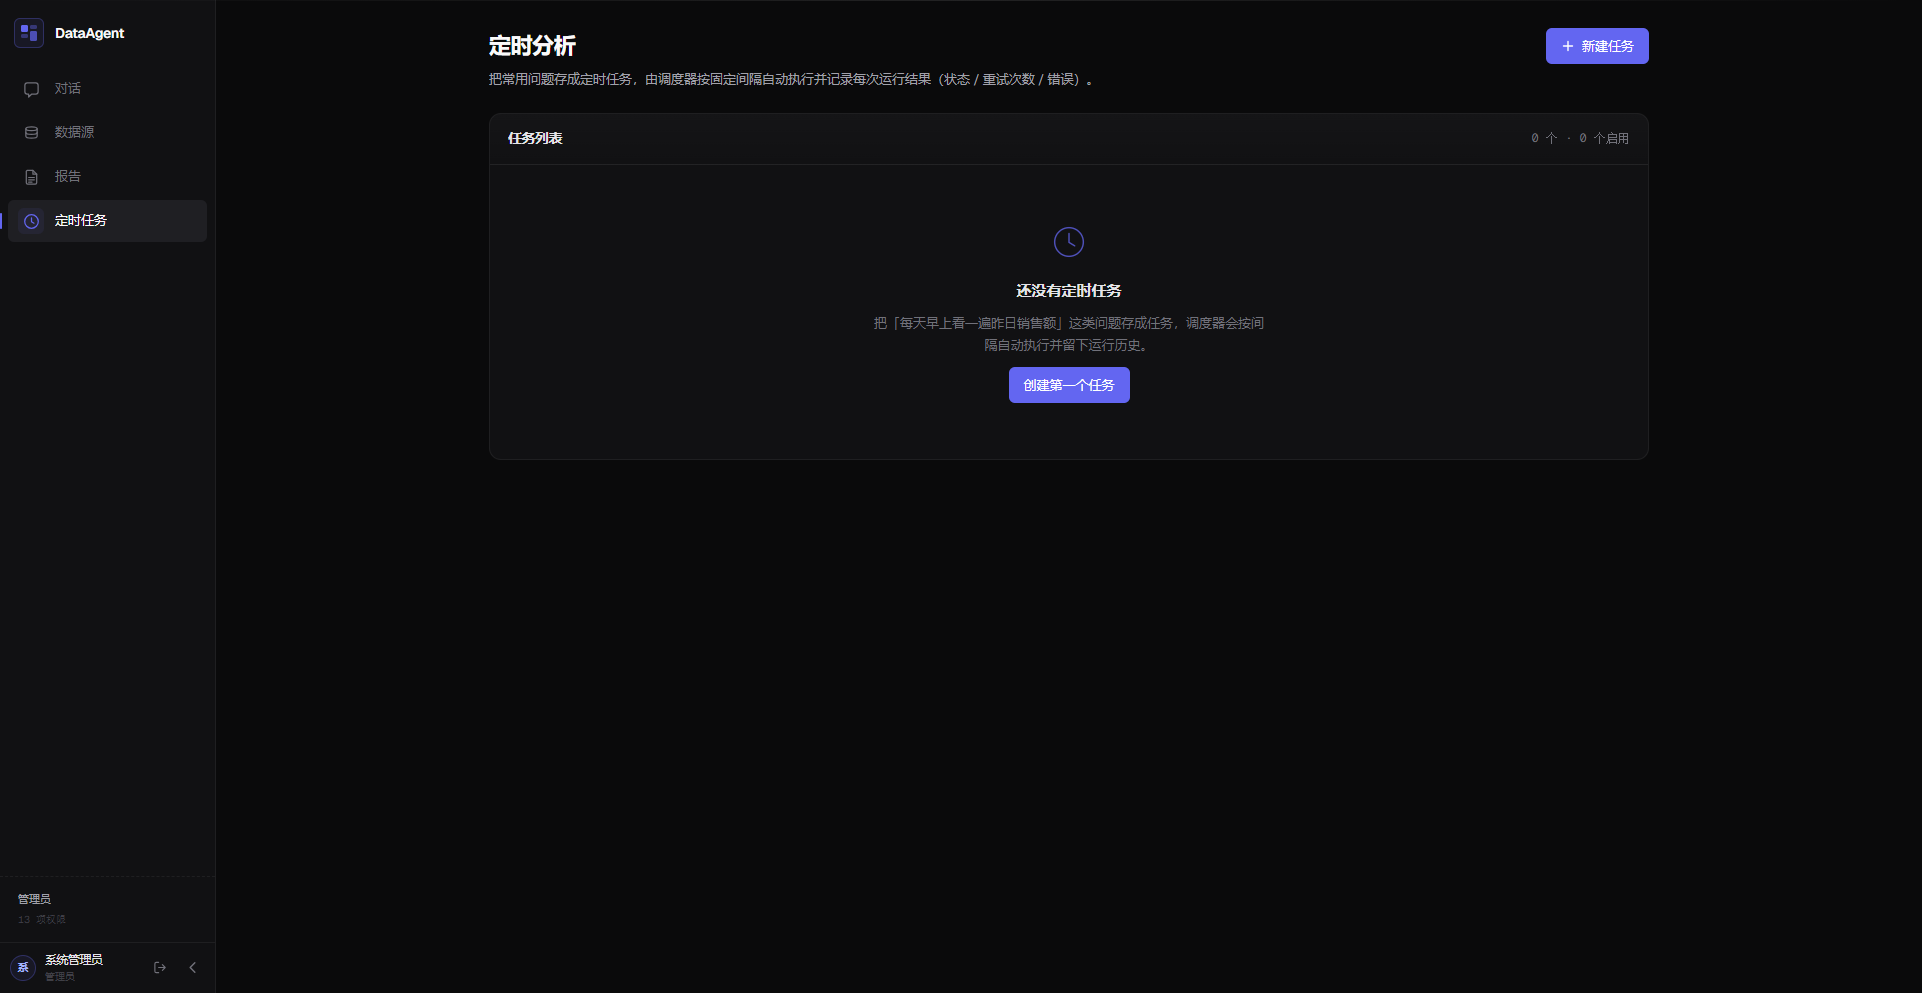 DataAgent
对话
数据源
报告
定时任务
管理员
13 项权限
系
系统管理员
管理员
定时分析
把常用问题存成定时任务，由调度器按固定间隔自动执行并记录每次运行结果（状态 / 重试次数 / 错误）。
新建任务
任务列表
0 个 · 0 个启用
还没有定时任务
把「每天早上看一遍昨日销售额」这类问题存成任务，调度器会按间
隔自动执行并留下运行历史。
创建第一个任务